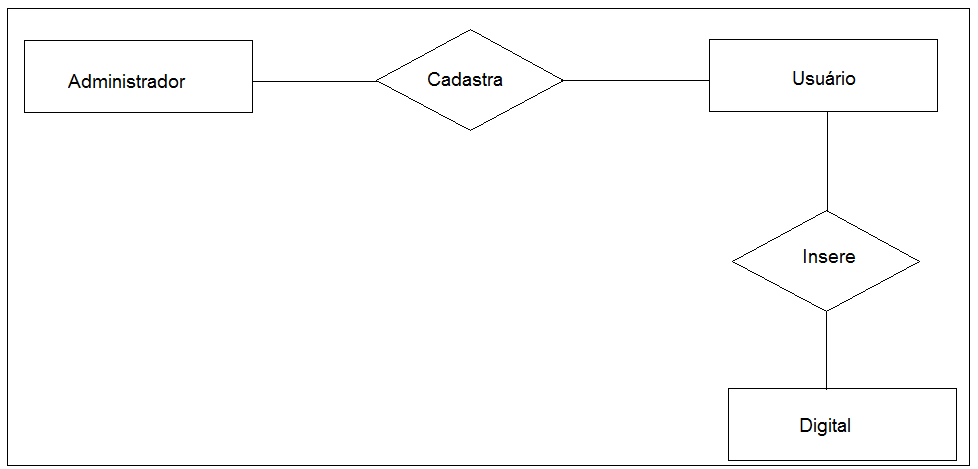 Administrador
Cadastra
Usuário
Insere
Digital